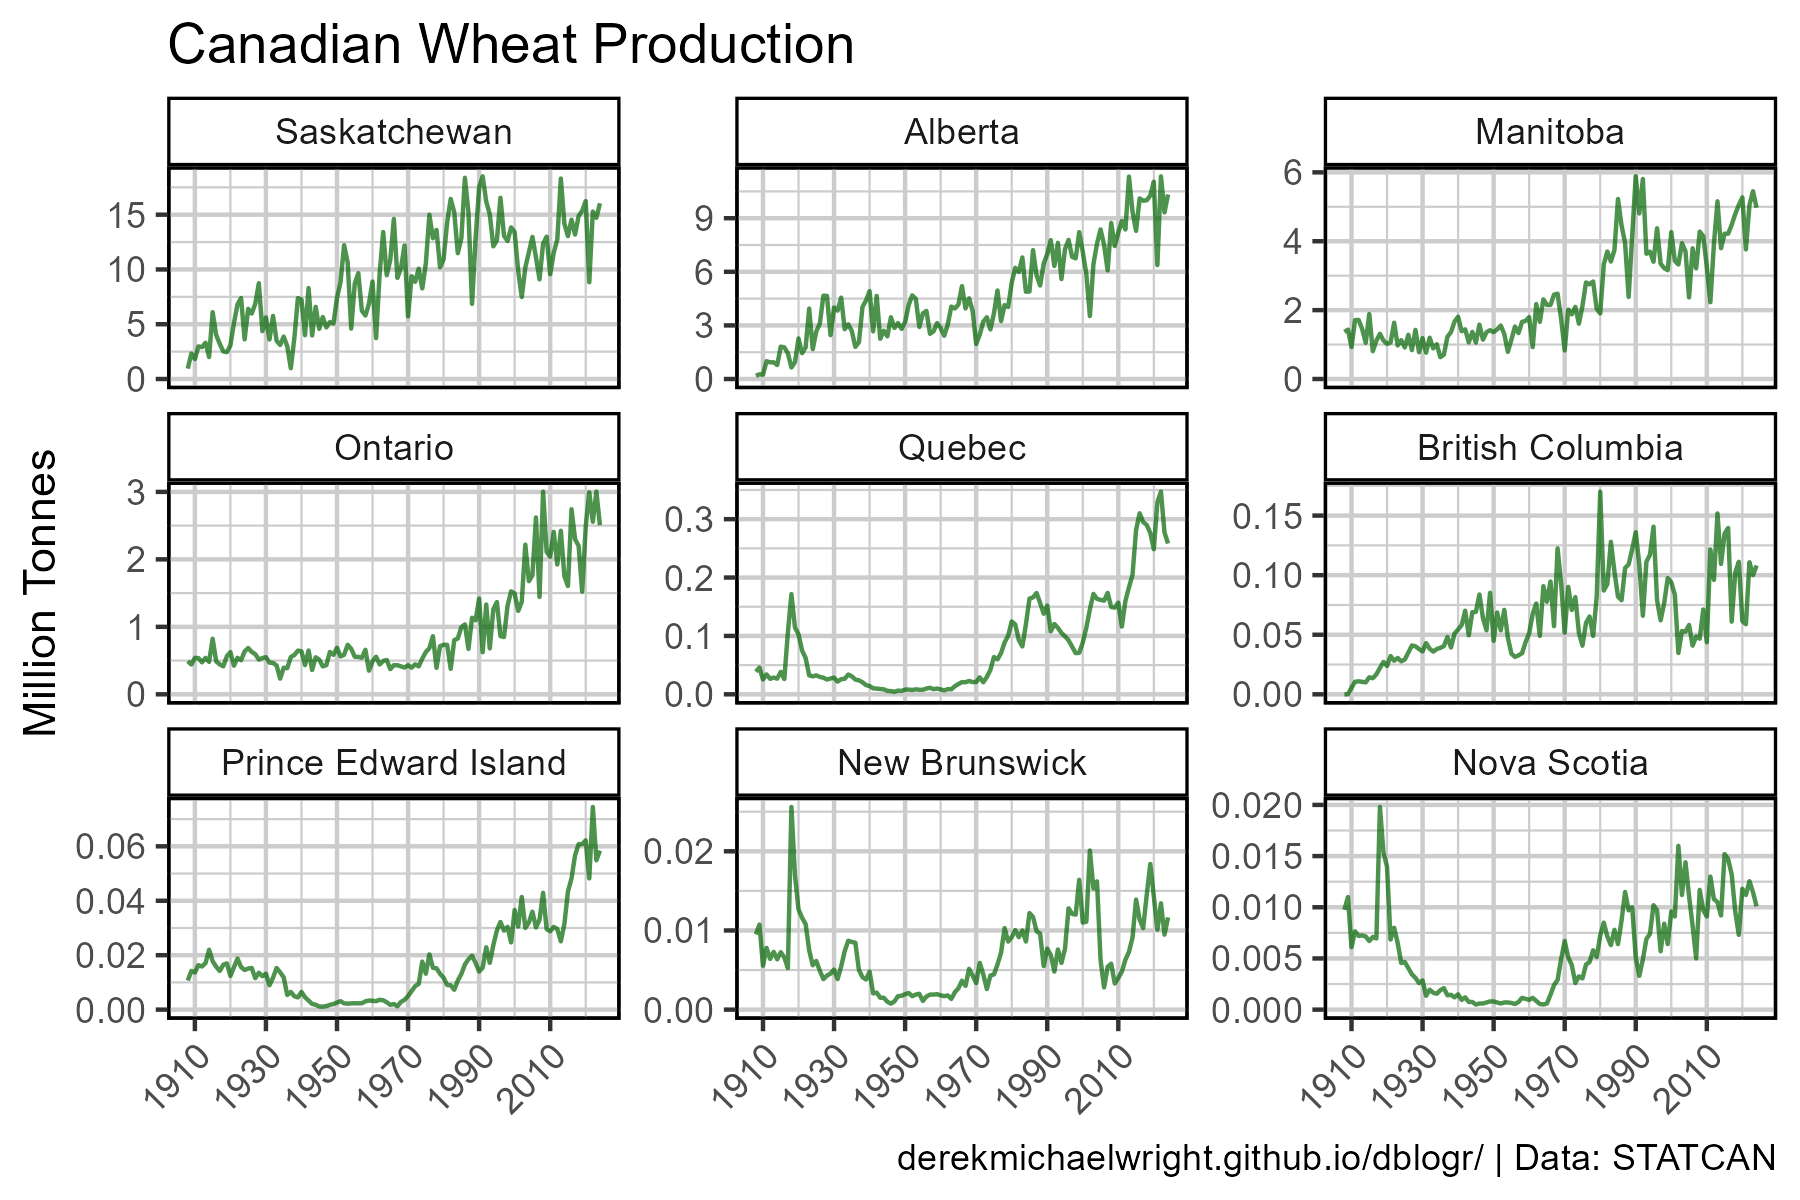 Canadian Wheat Production
Saskatchewan
Alberta
Manitoba
15
10
5
0
9
6
3
0
6
4
2
0
Ontario
Quebec
British Columbia
3
2
1
0
0.3
0.2
0.1
0.0
0.15
0.10
0.05
0.00
Million Tonnes
Prince Edward Island
New Brunswick
Nova Scotia
0.06
0.04
0.02
0.00
0.02
0.01
0.00
0.020
0.015
0.010
0.005
0.000
1910 1930 1950 1970 1990 2010
1910 1930 1950 1970 1990 2010
1910 1930 1950 1970 1990 2010
derekmichaelwright.github.io/dblogr/ | Data: STATCAN